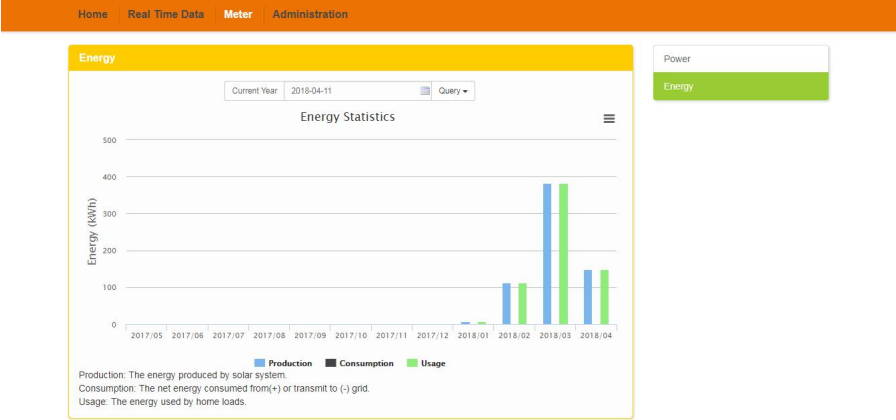 Home Real Time Data Meter Administration
Energy
Power
Energy
Current Year 2018-04-11 Query
Energy Statistics
Energy (kWh)
500
400
300
200
100
0
2017/05 2017/06 2017/07 2017/08 2017/09 2017/10 2017/11 2017/12 2018/01 2018/02 2018/03 2018/04
Production Consumption Usage
Production: The energy produced by solar system.
Consumption: The net energy consumed from(+) or transmit to (-) grid.
Usage: The energy used by home loads.